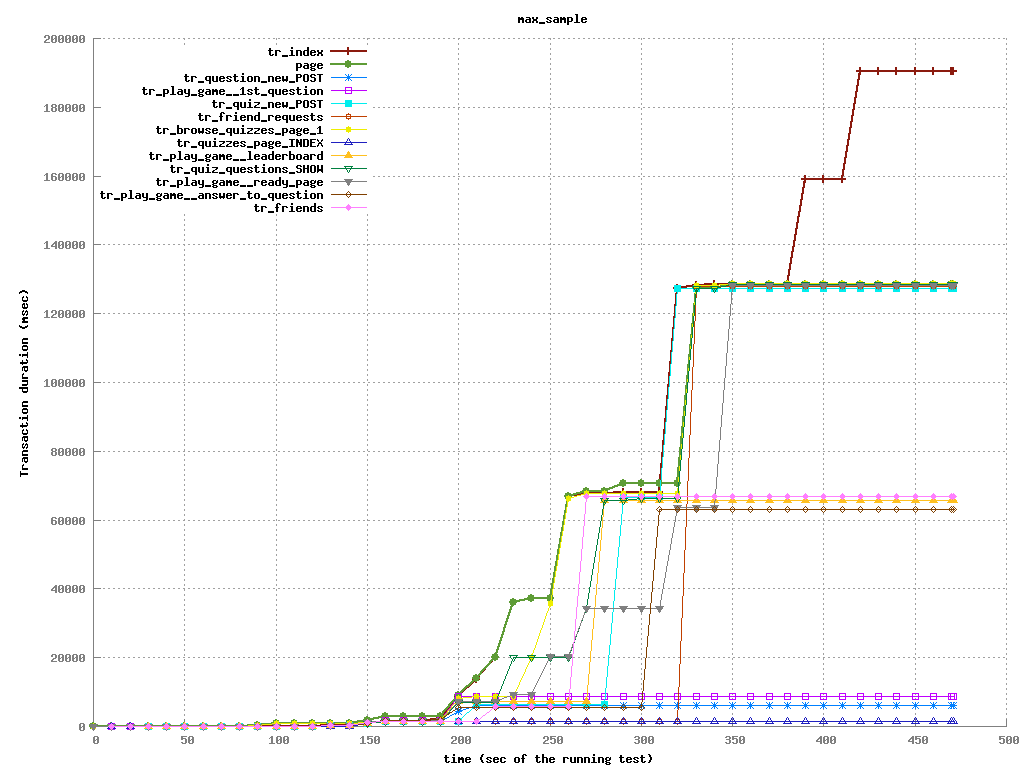 max_sample
200000
180000
160000
140000
120000
100000
80000
60000
40000
20000
0
Transaction duration (msec)
tr_index
page
tr_question_new_POST
tr_play_game__1st_question
tr_quiz_new_POST
tr_friend_requests
tr_browse_quizzes_page_1
tr_quizzes_page_INDEX
tr_play_game__leaderboard
tr_quiz_questions_SHOW
tr_play_game__ready_page
tr_play_game__answer_to_question
tr_friends
0 50 100 150 200 250 300 350 400 450 500
time (sec of the running test)